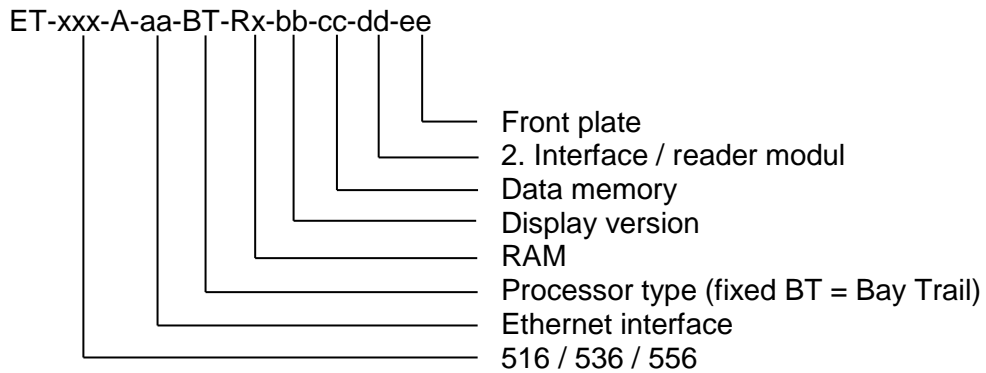 ET-xxx-A-aa-BT-Rx-bb-cc-dd-ee
Front plate
2. Interface / reader modul
Data memory
Display version
RAM
Processor type (fixed BT = Bay Trail)
Ethernet interface
516 / 536 / 556